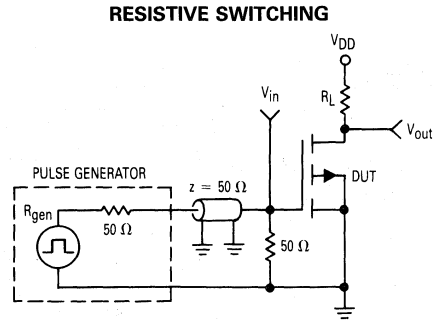 RESISTIVE SWITCHING
VDD
Vin
RL
Vout
PULSE GENERATOR
z = 50 Ω
DUT
Rgen
50 Ω
50 Ω